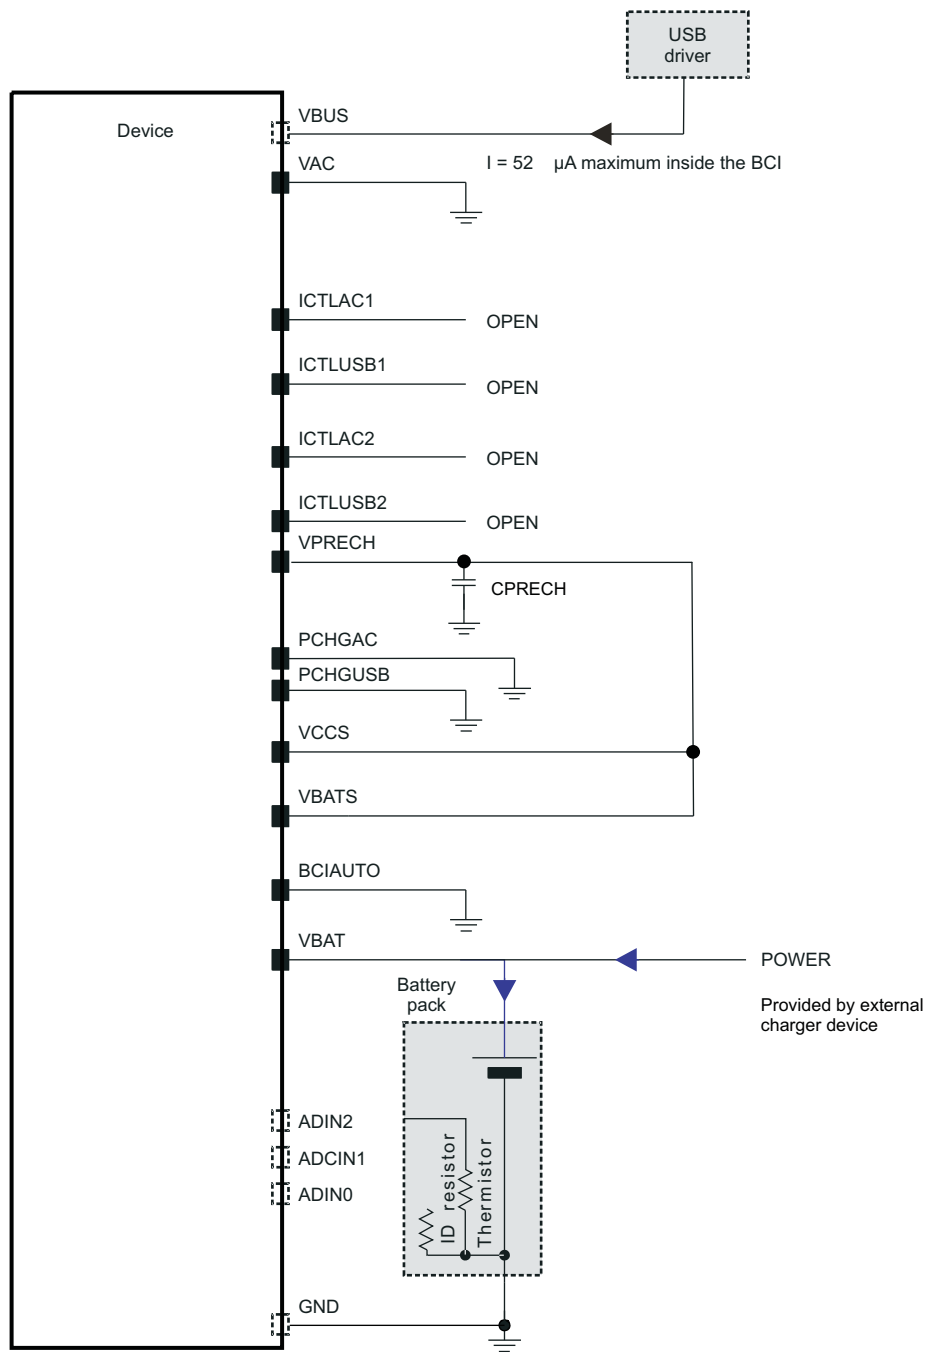 USB
driver
Device
VBUS
I = 52 µA maximum inside the BCI
VAC
ICTLAC1
OPEN
ICTLUSB1
OPEN
ICTLAC2
OPEN
ICTLUSB2
OPEN
VPRECH
CPRECH
PCHGAC
PCHGUSB
VCCS
VBATS
BCIAUTO
VBAT
POWER
Battery
pack
Provided by external
charger device
ADIN2
ADCIN1
ADIN0
ID resistor
Thermistor
GND